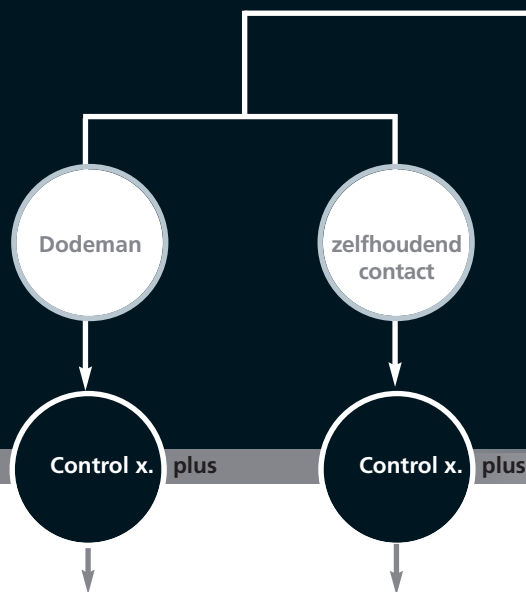 Dodeman
zelfhoudend
contact
Control x. plus
Control x. plus